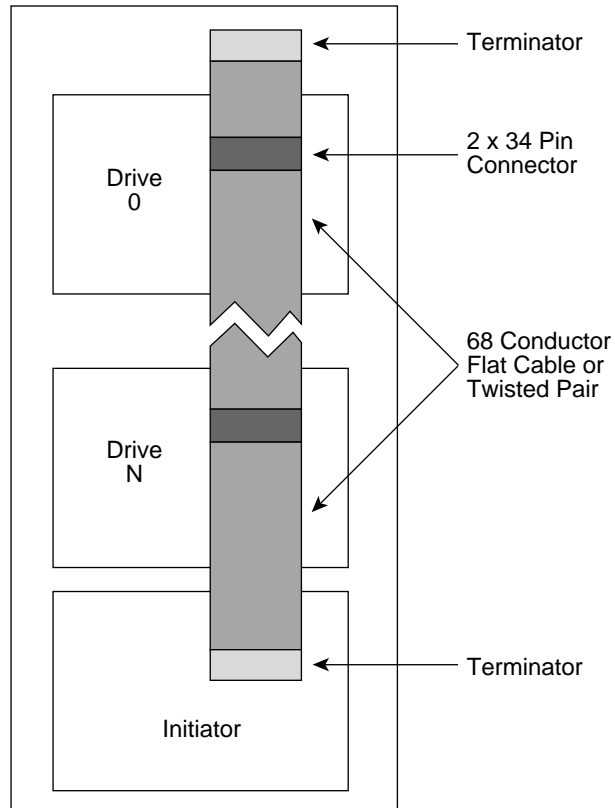 Terminator
2 x 34 Pin
Connector
Drive
0
68 Conductor
Flat Cable or
Twisted Pair
Drive
N
Terminator
Initiator